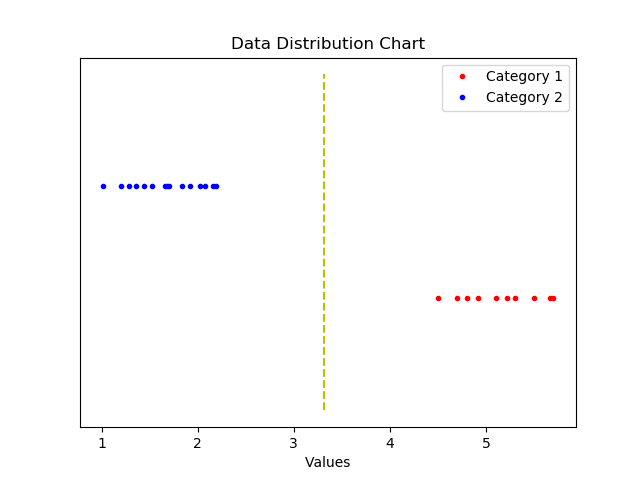 Data Distribution Chart
Category 1
Category 2
1 2 3 4 5
Values